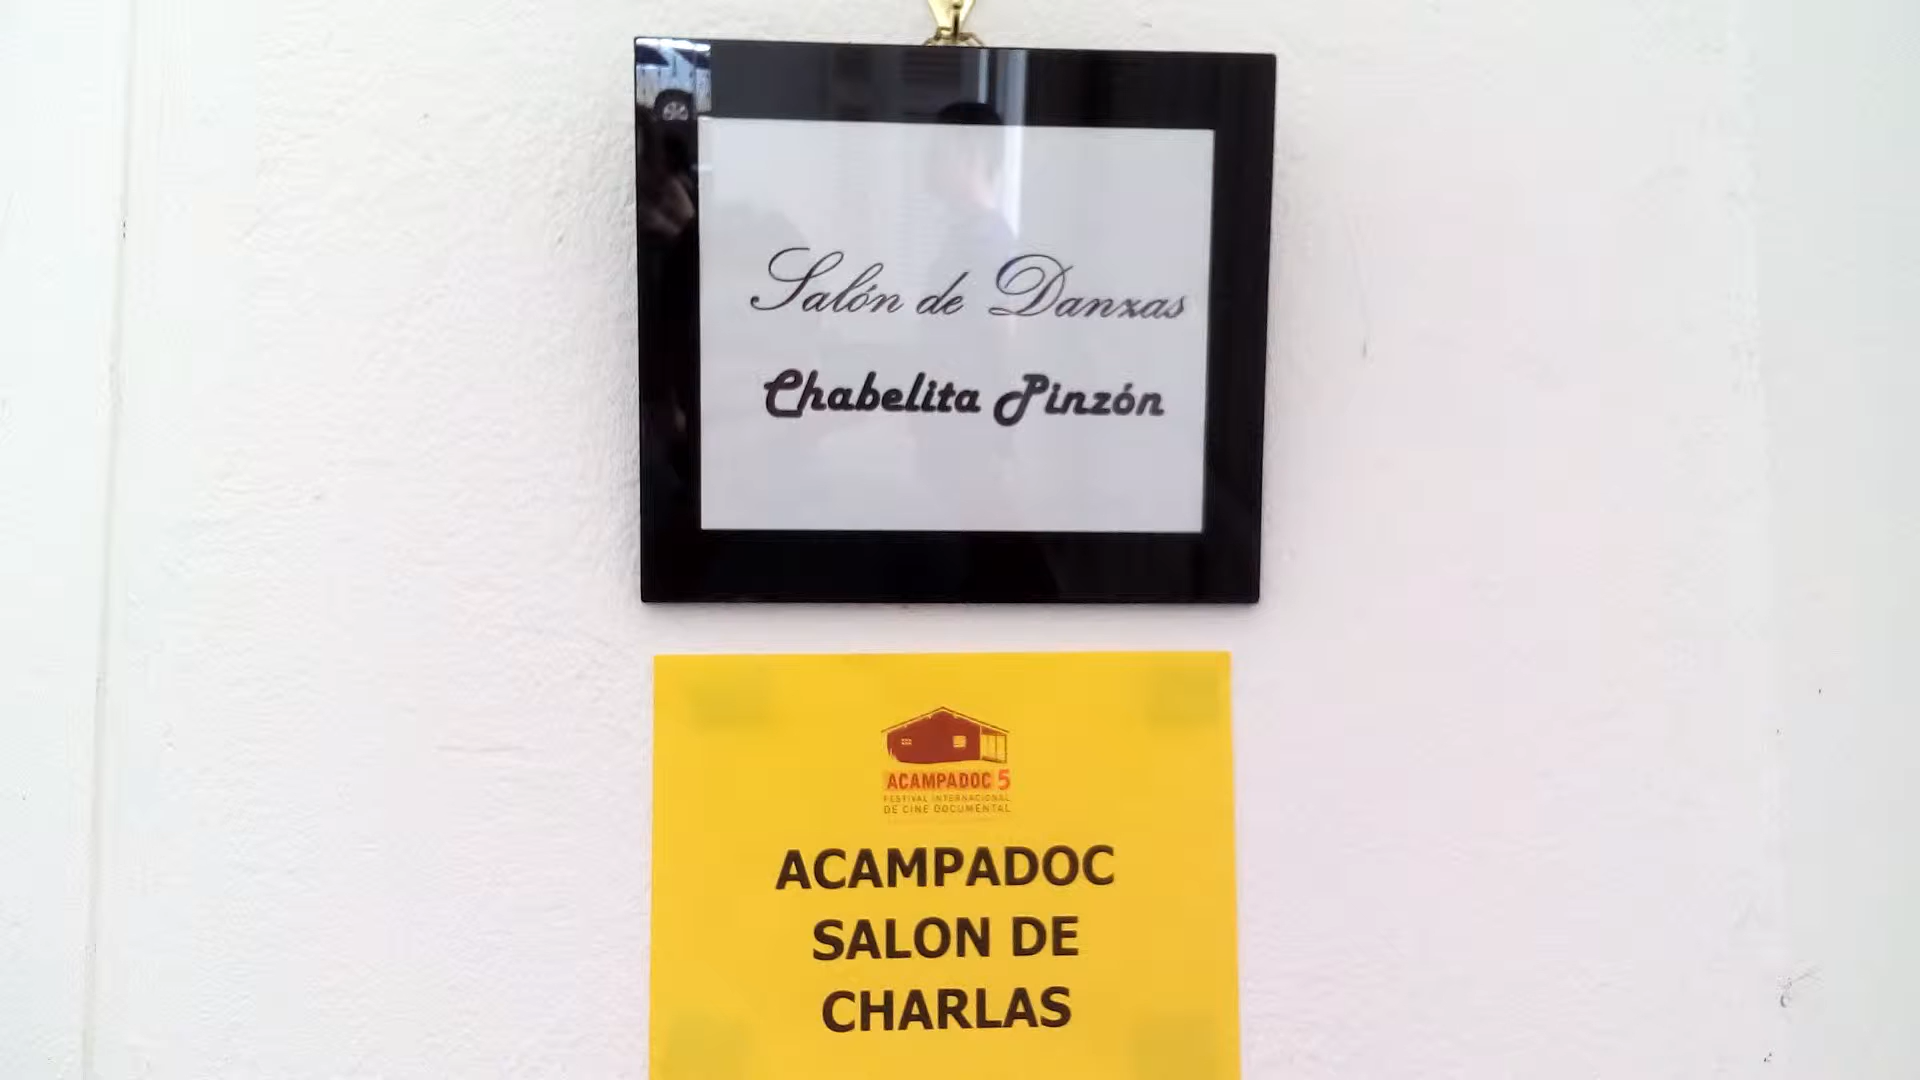 Salón de Danzas
Chabelita Pinzón
ACAMPADOC 5
FESTIVAL INTERNACIONAL
DE CINE DOCUMENTAL
ACAMPADOC
SALON DE
CHARLAS